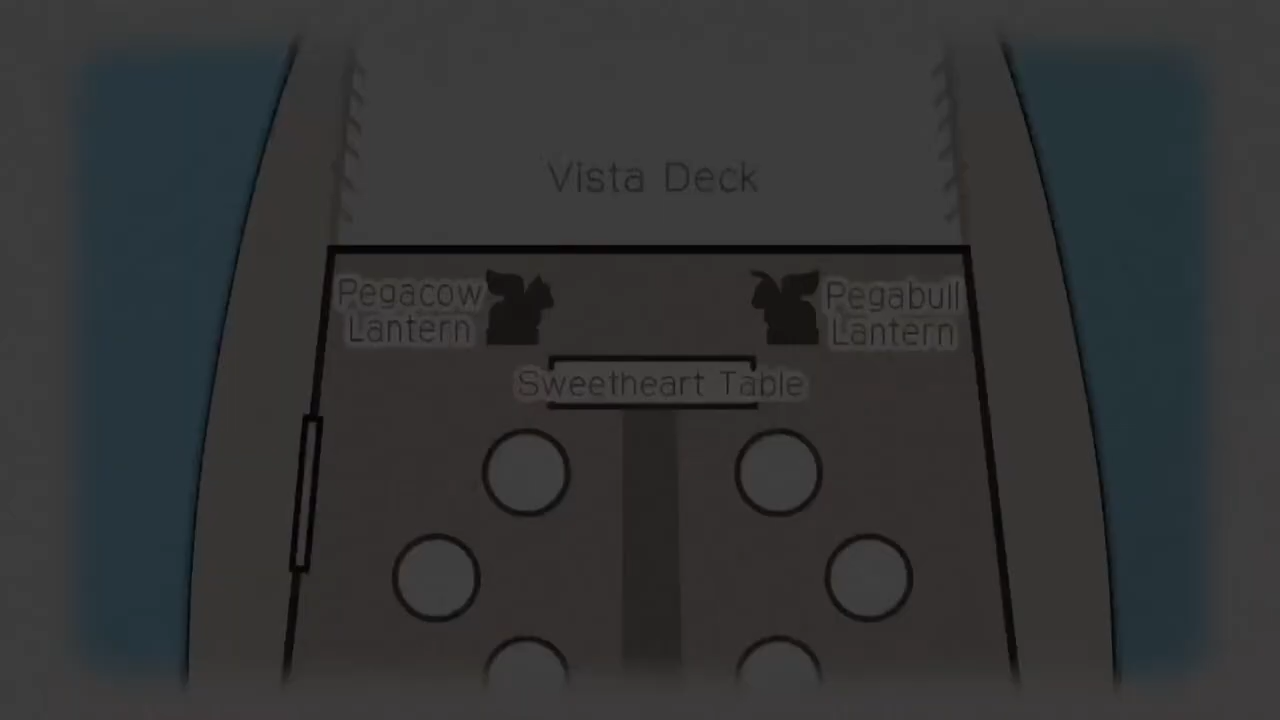 Vista Deck
Pegacow
Lantern
Pegabull
Lantern
Sweetheart Table